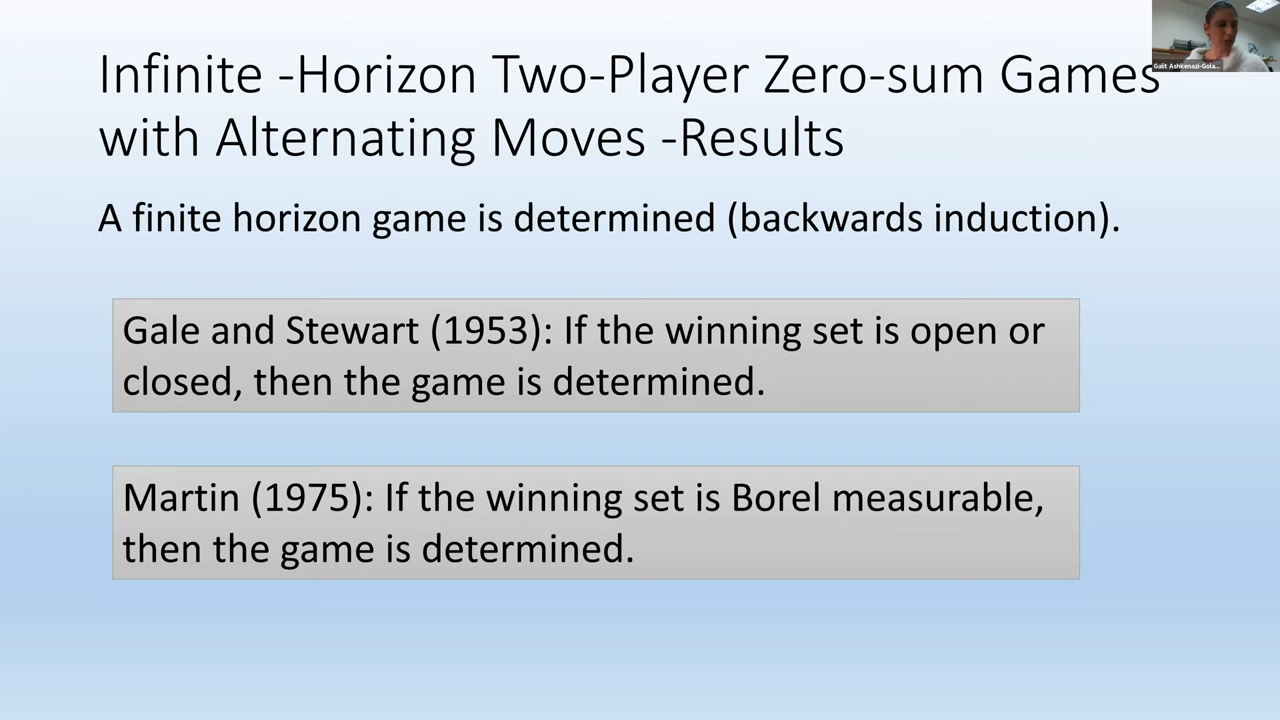 Infinite -Horizon Two-Player Zero-sum Games
with Alternating Moves -Results
Galit Ashkenazi-Gola...
A finite horizon game is determined (backwards induction).
Gale and Stewart (1953): If the winning set is open or
closed, then the game is determined.
Martin (1975): If the winning set is Borel measurable,
then the game is determined.